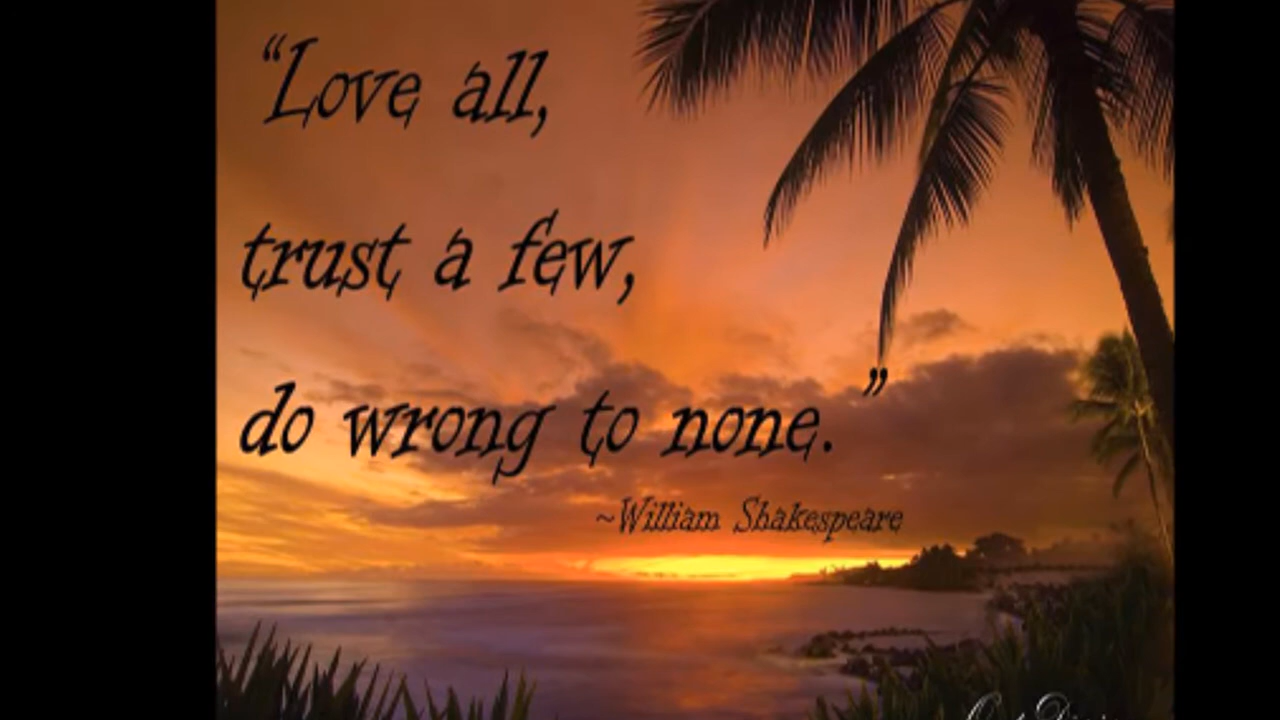 “Love all,
trust a few,
do wrong to none.”
~William Shakespeare